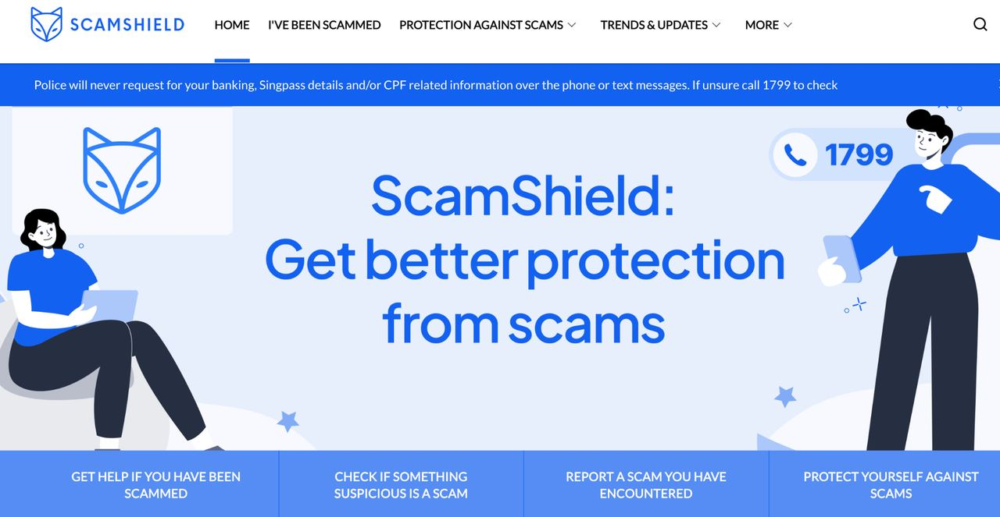 SCAMSHIELD
HOME
I'VE BEEN SCAMMED
PROTECTION AGAINST SCAMS
TRENDS & UPDATES
MORE
Police will never request for your banking, Singpass details and/or CPF related information over the phone or text messages. If unsure call 1799 to check
1799
ScamShield:
Get better protection
from scams
GET HELP IF YOU HAVE BEEN
SCAMMED
CHECK IF SOMETHING
SUSPICIOUS IS A SCAM
REPORT A SCAM YOU HAVE
ENCOUNTERED
PROTECT YOURSELF AGAINST
SCAMS